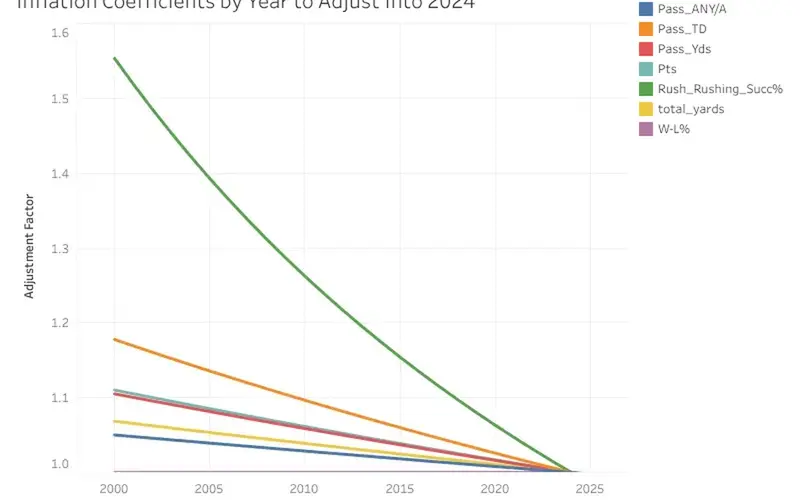 Inflation Coefficients by Year to Adjust Into 2024
Pass_ANY/A
Pass_TD
Pass_Yds
Pts
Rush_Rushing_Succ%
total_yards
W-L%
Adjustment Factor
1.6
1.5
1.4
1.3
1.2
1.1
1.0
2000
2005
2010
2015
2020
2025